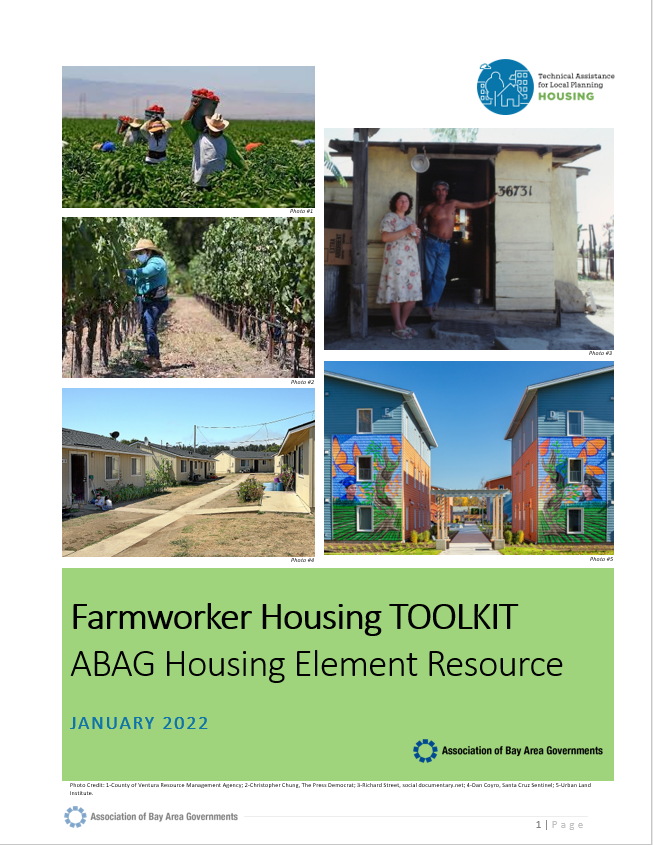 Technical Assistance
for Local Planning
HOUSING
36731
Photo #1
Photo #2
Photo #3
Photo #4
Photo #5
Farmworker Housing TOOLKIT
ABAG Housing Element Resource
JANUARY 2022
Association of Bay Area Governments
Photo Credit: 1-County of Ventura Resource Management Agency; 2-Christopher Chung, The Press Democrat; 3-Richard Street, social documentary.net; 4-Dan Coyro, Santa Cruz Sentinel; 5-Urban Land
Institute.
Association of Bay Area Governments
1 | Page